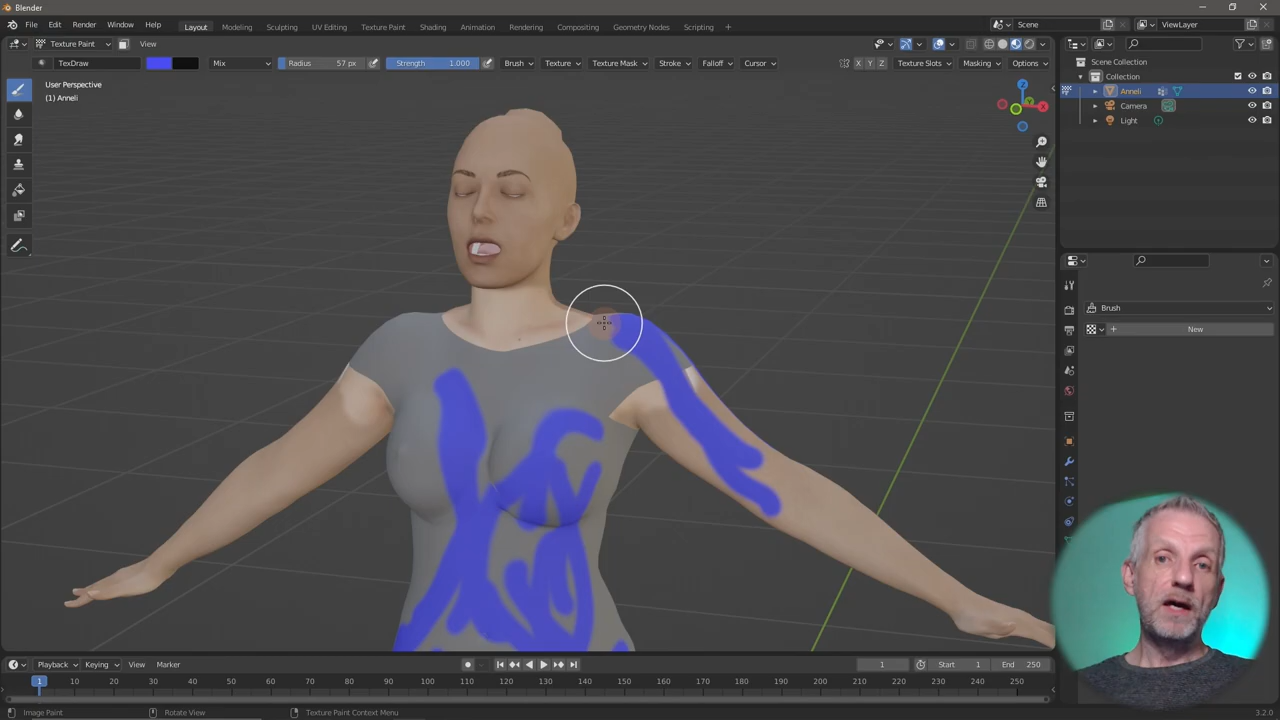 Blender
File Edit Render Window Help
Layout Modeling Sculpting UV Editing Texture Paint Shading Animation Rendering Compositing Geometry Nodes Scripting +
Scene ViewLayer
Texture Paint View
TexDraw Mix Radius 57 px Strength 1.000 Brush Texture Texture Mask Stroke Falloff Cursor X Y Z Texture Slots Masking Options
User Perspective
(1) Anneli
Z
Y
X
Scene Collection
Collection
Anneli
Camera
Light
Brush
+ New
Playback Keying View Marker 1 Start 1 End 250
1 10 20 30 40 50 60 70 80 90 100 110 120 130 140 150 160 170 180 190 200 210 220 230 240 250
Image Paint Rotate View Texture Paint Context Menu 3.2.0